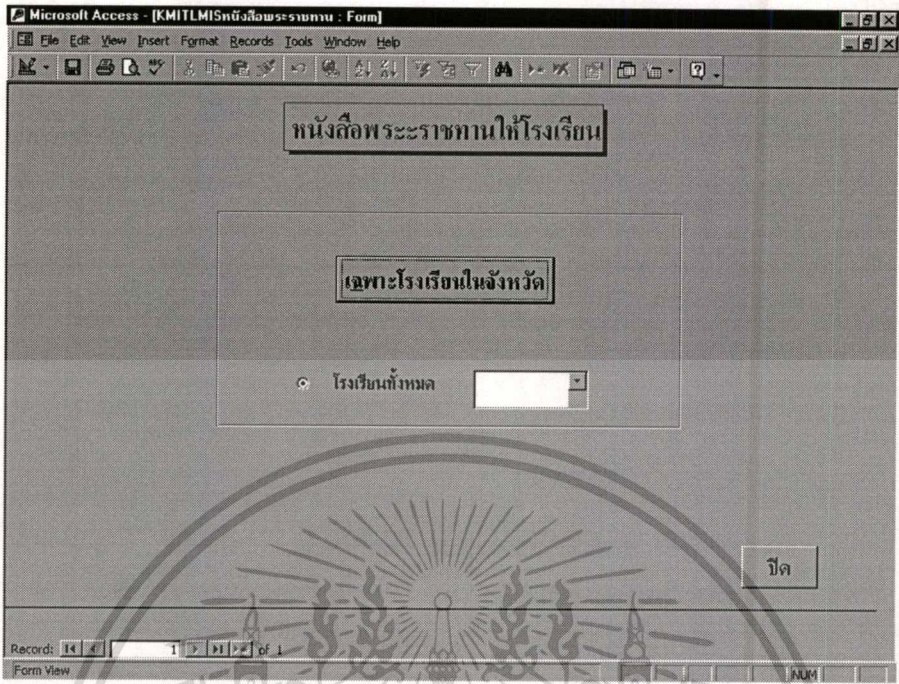 Microsoft Access - [KMITLMISหนังสือพระราชทาน : Form]
File Edit View Insert Format Records Tools Window Help
หนังสือพระะราชทานให้โรงเรียน
เฉพาะโรงเรียนในจังหวัด
โรงเรียนทั้งหมด
ปิด
Record: 1 of 1
Form View NUM